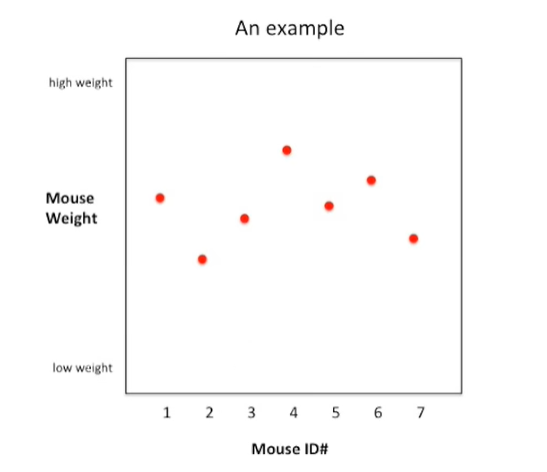 An example
high weight
Mouse
Weight
low weight
1 2 3 4 5 6 7
Mouse ID#